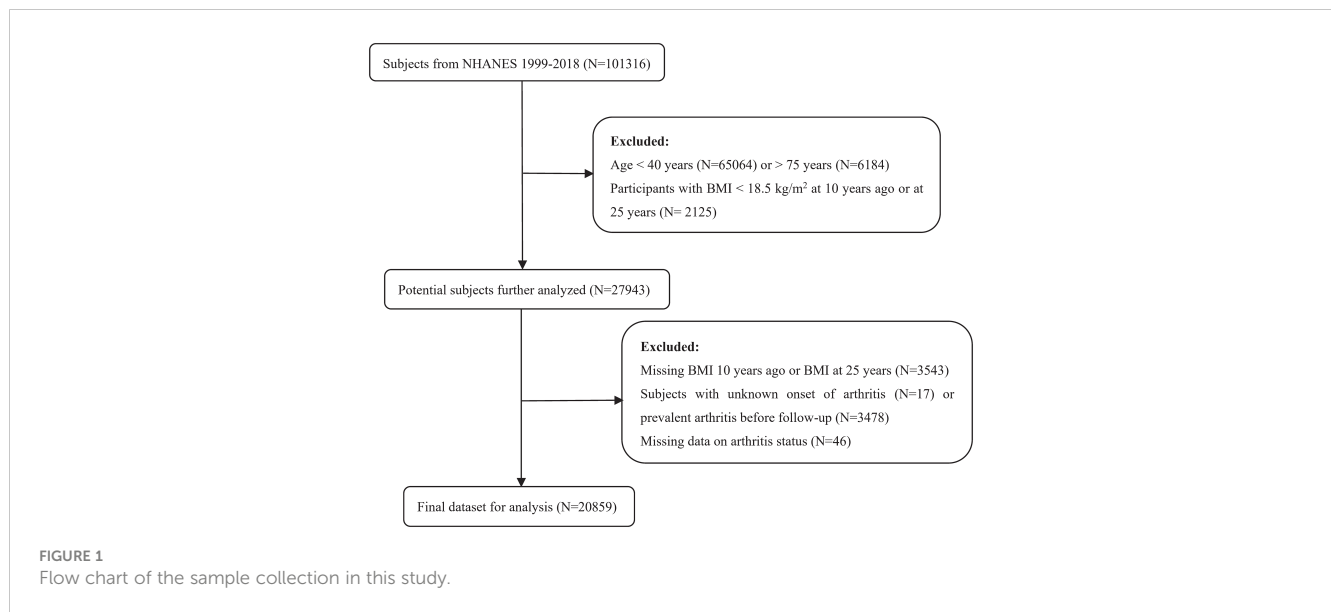 Subjects from NHANES 1999-2018 (N=101316)
Excluded:
Age < 40 years (N=65064) or > 75 years (N=6184)
Participants with BMI < 18.5 kg/m² at 10 years ago or at
25 years (N= 2125)
Potential subjects further analyzed (N=27943)
Excluded:
Missing BMI 10 years ago or BMI at 25 years (N=3543)
Subjects with unknown onset of arthritis (N=17) or
prevalent arthritis before follow-up (N=3478)
Missing data on arthritis status (N=46)
Final dataset for analysis (N=20859)
FIGURE 1
Flow chart of the sample collection in this study.